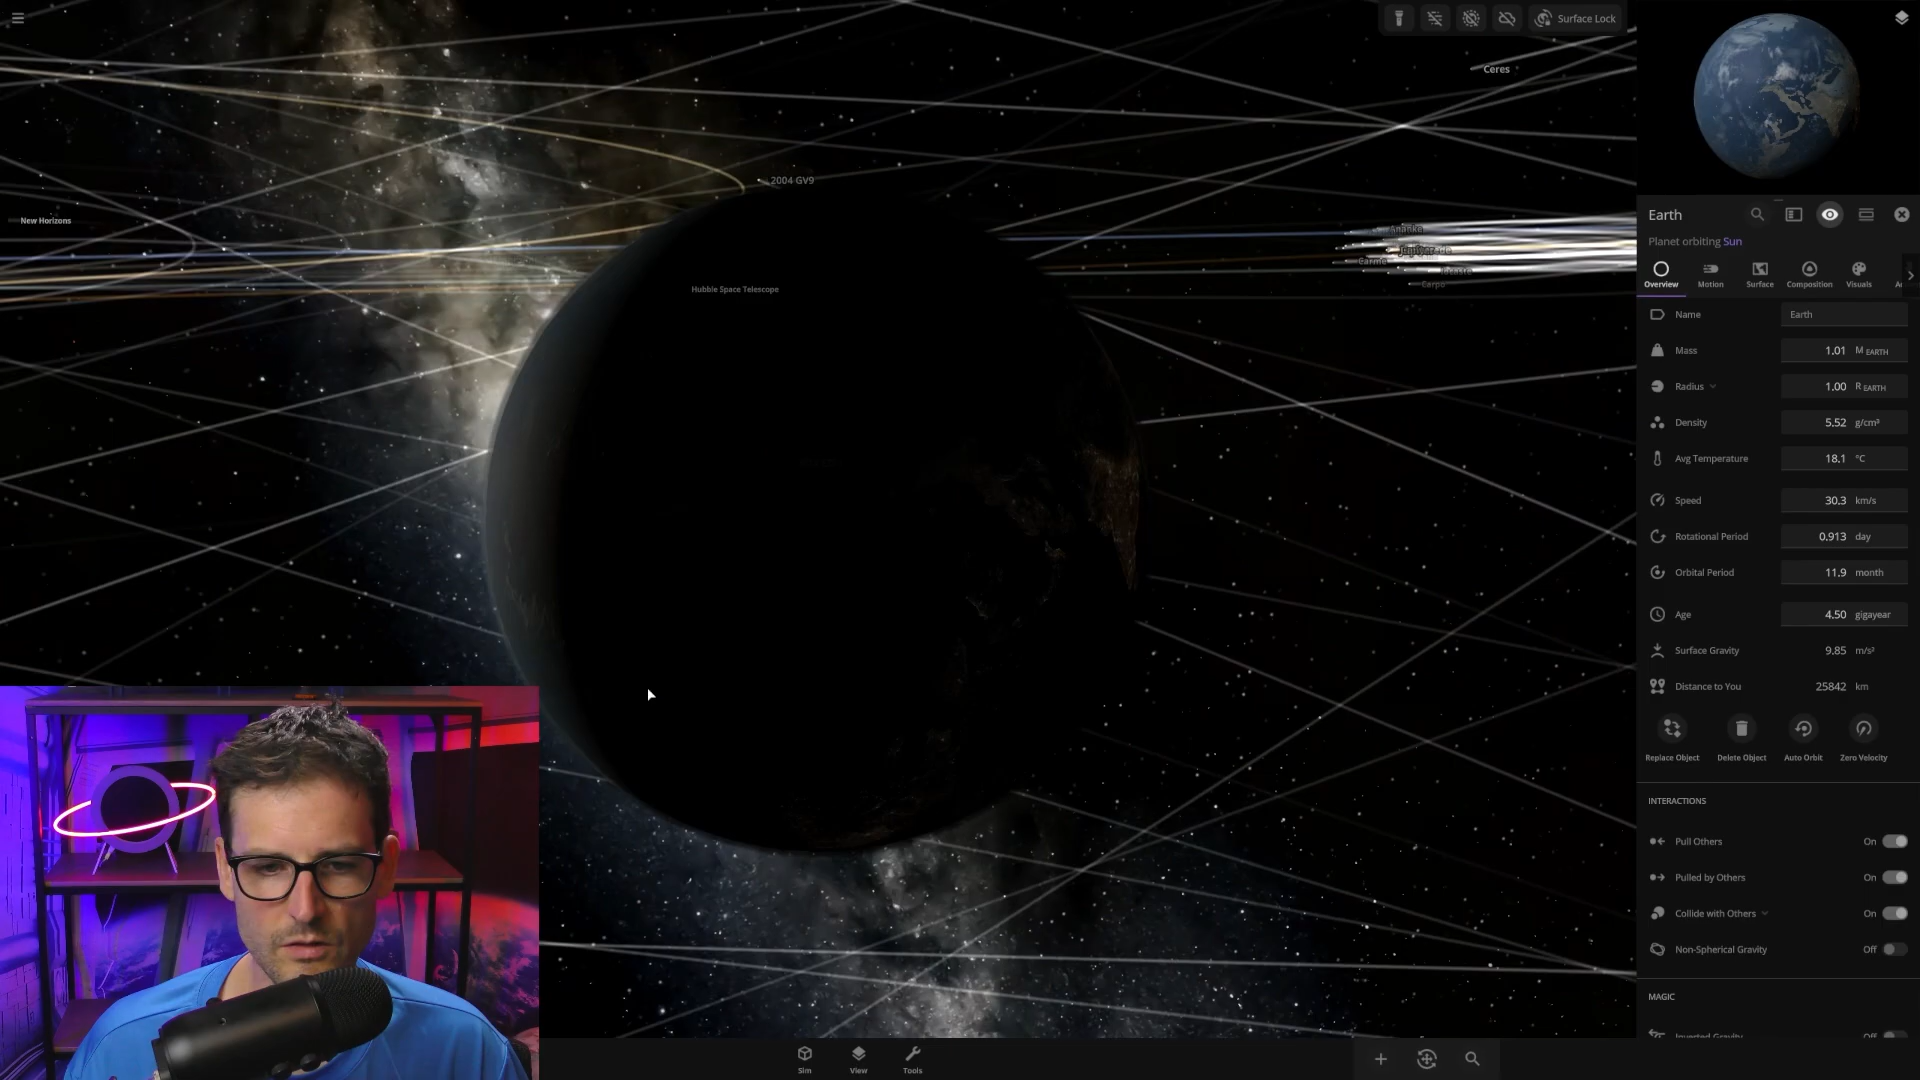 Surface Lock
Ceres
2004 GV9
New Horizons
Ananke
Carme
Carpo
Hubble Space Telescope
Earth
Planet orbiting Sun
Overview
Motion
Surface
Composition
Visuals
Name Earth
Mass 1.01 M EARTH
Radius 1.00 R EARTH
Density 5.52 g/cm³
Avg Temperature 18.1 °C
Speed 30.3 km/s
Rotational Period 0.913 day
Orbital Period 11.9 month
Age 4.50 gigayear
Surface Gravity 9.85 m/s²
Distance to You 25842 km
Replace Object
Delete Object
Auto Orbit
Zero Velocity
INTERACTIONS
Pull Others On
Pulled by Others On
Collide with Others On
Non-Spherical Gravity Off
MAGIC
Inverted Gravity Off
Sim
View
Tools